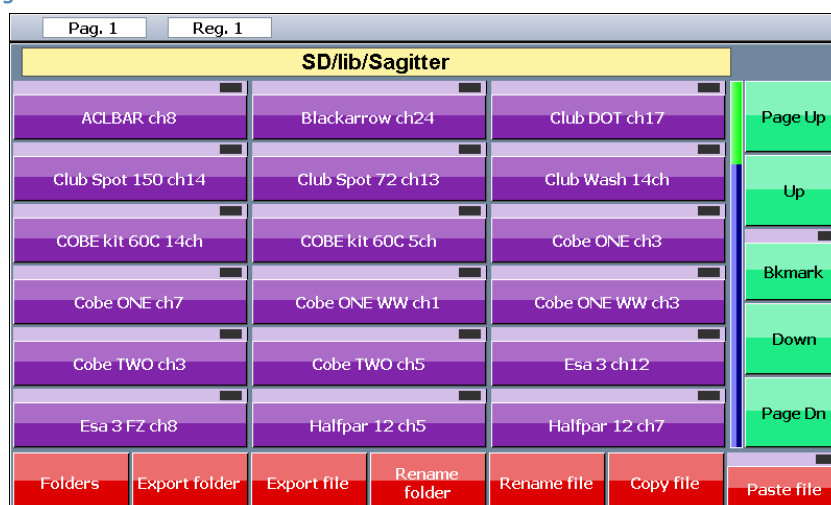 Pag. 1 Reg. 1
SD/lib/Sagitter
ACLBAR ch8 Blackarrow ch24 Club DOT ch17 Page Up
Club Spot 150 ch14 Club Spot 72 ch13 Club Wash 14ch Up
COBE kit 60C 14ch COBE kit 60C 5ch Cobe ONE ch3
Bkmark
Cobe ONE ch7 Cobe ONE WW ch1 Cobe ONE WW ch3
Down
Cobe TWO ch3 Cobe TWO ch5 Esa 3 ch12
Page Dn
Esa 3 FZ ch8 Halfpar 12 ch5 Halfpar 12 ch7
Folders Export folder Export file Rename folder Rename file Copy file Paste file